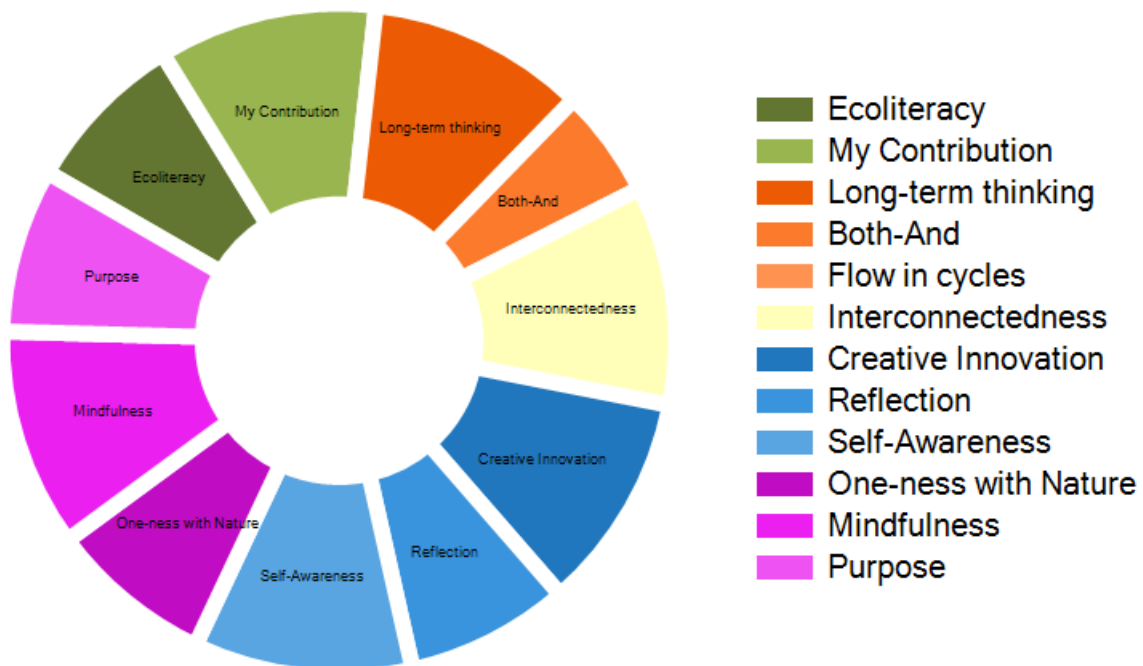 My Contribution
Long-term thinking
Ecoliteracy
Both-And
Purpose
Interconnectedness
Mindfulness
Creative Innovation
One-ness with Nature
Reflection
Self-Awareness
Ecoliteracy
My Contribution
Long-term thinking
Both-And
Flow in cycles
Interconnectedness
Creative Innovation
Reflection
Self-Awareness
One-ness with Nature
Mindfulness
Purpose